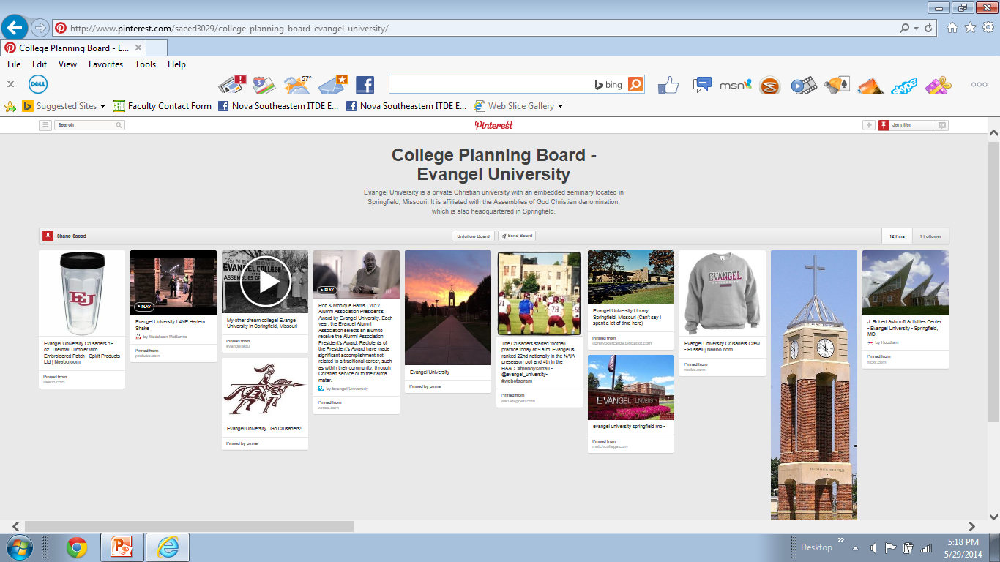 http://www.pinterest.com/saeed3029/college-planning-board-evangel-university/
College Planning Board - E...
File Edit View Favorites Tools Help
DELL
57°
bing
msn
skype
Suggested Sites
Faculty Contact Form
Nova Southeastern ITDE E...
Nova Southeastern ITDE E...
Web Slice Gallery
Search
Pinterest
Jennifer
College Planning Board -
Evangel University
Evangel University is a private Christian university with an embedded seminary located in
Springfield, Missouri. It is affiliated with the Assemblies of God Christian denomination,
which is also headquartered in Springfield.
Shane Saeed
Unfollow Board
Send Board
12 Pins
1 Follower
EU
Evangel University Crusaders 16
oz. Thermal Tumbler with
Embroidered Patch - Spirit Products
Ltd | Neebo.com
Pinned from
neebo.com
PLAY
Evangel University L4NE Harlem
Shake
by Maddison McBurnie
Pinned from
youtube.com
The NEW HOME
EVANGEL COLLEGE
ASSEMBLIES OF
My other dream college! Evangel
University in Springfield, Missouri
Pinned from
evangel.edu
Evangel University...Go Crusaders!
Pinned by pinner
PLAY
Ron & Monique Harris | 2012
Alumni Association President's
Award by Evangel University. Each
year, the Evangel Alumni
Association selects an alum to
receive the Alumni Association
President's Award. Recipients of
the President's Award have made
significant accomplishment not
related to a traditional career, such
as within their community, through
Christian service or to their alma
mater.
by Evangel University
Pinned from
vimeo.com
Evangel University
Pinned by pinner
71
79
The Crusaders started football
practice today at 9 a.m. Evangel is
ranked 22nd nationally in the NAIA
preseason poll and 4th in the
HAAC. #theboysoffall -
@evangel_university-
#webstagram
Pinned from
web.stagram.com
Evangel University Library,
Springfield, Missouri (Can't say I
spent a lot of time here)
Pinned from
librarypostcards.blogspot.com
EVANGEL UNIVERSITY
evangel university springfield mo -
Pinned from
matchcollege.com
EVANGEL
UNIVERSITY
Evangel University Crusaders Crew
- Russell | Neebo.com
Pinned from
neebo.com
J. Robert Ashcroft Activities Center
- Evangel University - Springfield,
MO.
by Hoodlam
Pinned from
flickr.com
Desktop
5:18 PM
5/29/2014